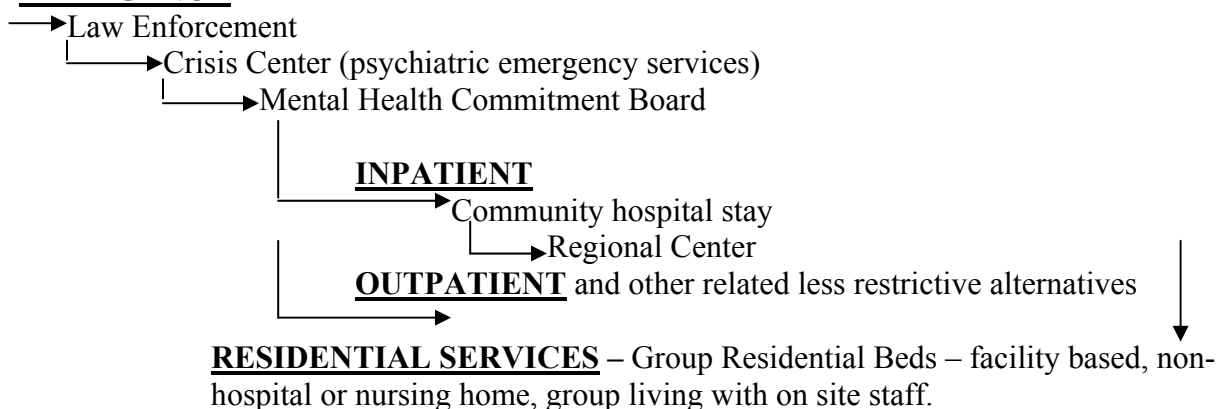 Law Enforcement
Crisis Center (psychiatric emergency services)
Mental Health Commitment Board
INPATIENT
Community hospital stay
Regional Center
OUTPATIENT and other related less restrictive alternatives
RESIDENTIAL SERVICES – Group Residential Beds – facility based, non-
hospital or nursing home, group living with on site staff.